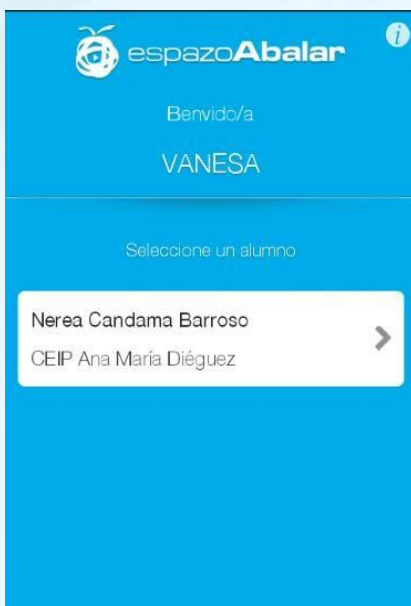 espazoAbalar
i
Benvido/a
VANESA
Seleccione un alumno
Nerea Candama Barroso
CEIP Ana María Diéguez